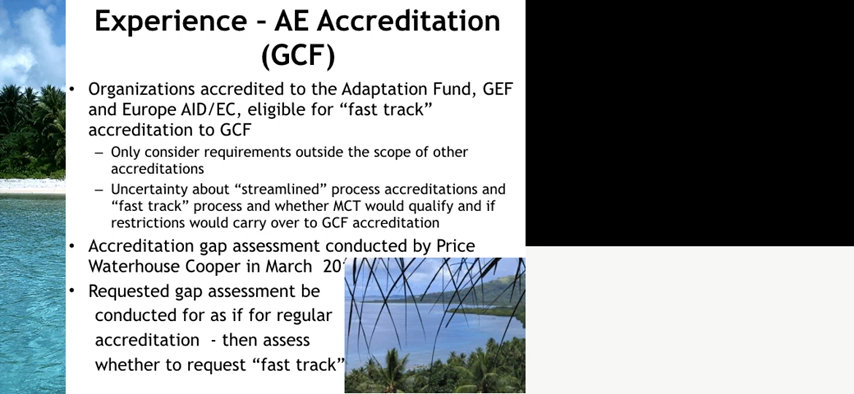 Experience – AE Accreditation
(GCF)
• Organizations accredited to the Adaptation Fund, GEF
and Europe AID/EC, eligible for “fast track”
accreditation to GCF
– Only consider requirements outside the scope of other
accreditations
– Uncertainty about “streamlined” process accreditations and
“fast track” process and whether MCT would qualify and if
restrictions would carry over to GCF accreditation
• Accreditation gap assessment conducted by Price
Waterhouse Cooper in March
• Requested gap assessment be
conducted for as if for regular
accreditation - then assess
whether to request “fast track”